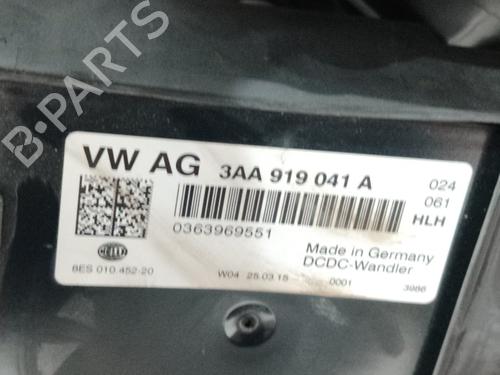 B-PARTS
VW AG 3AA 919 041 A
024
061
HLH
0363969551
HELLA
8ES 010.452-20
Made in Germany
DCDC-Wandler
W04 25.03.15 0001 3986